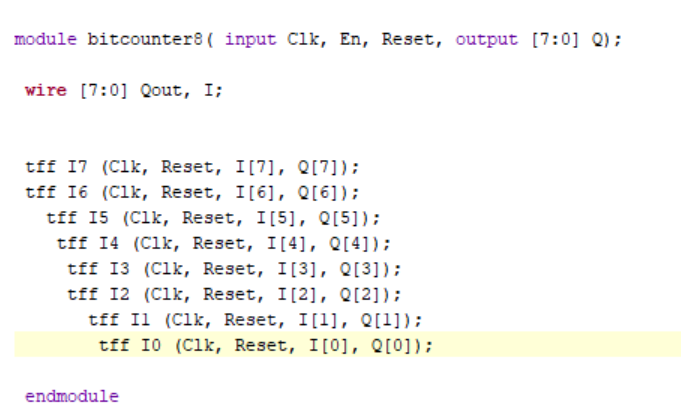 module bitcounter8( input Clk, En, Reset, output [7:0] Q);
wire [7:0] Qout, I;
tff I7 (Clk, Reset, I[7], Q[7]);
tff I6 (Clk, Reset, I[6], Q[6]);
tff I5 (Clk, Reset, I[5], Q[5]);
tff I4 (Clk, Reset, I[4], Q[4]);
tff I3 (Clk, Reset, I[3], Q[3]);
tff I2 (Clk, Reset, I[2], Q[2]);
tff I1 (Clk, Reset, I[1], Q[1]);
tff I0 (Clk, Reset, I[0], Q[0]);
endmodule